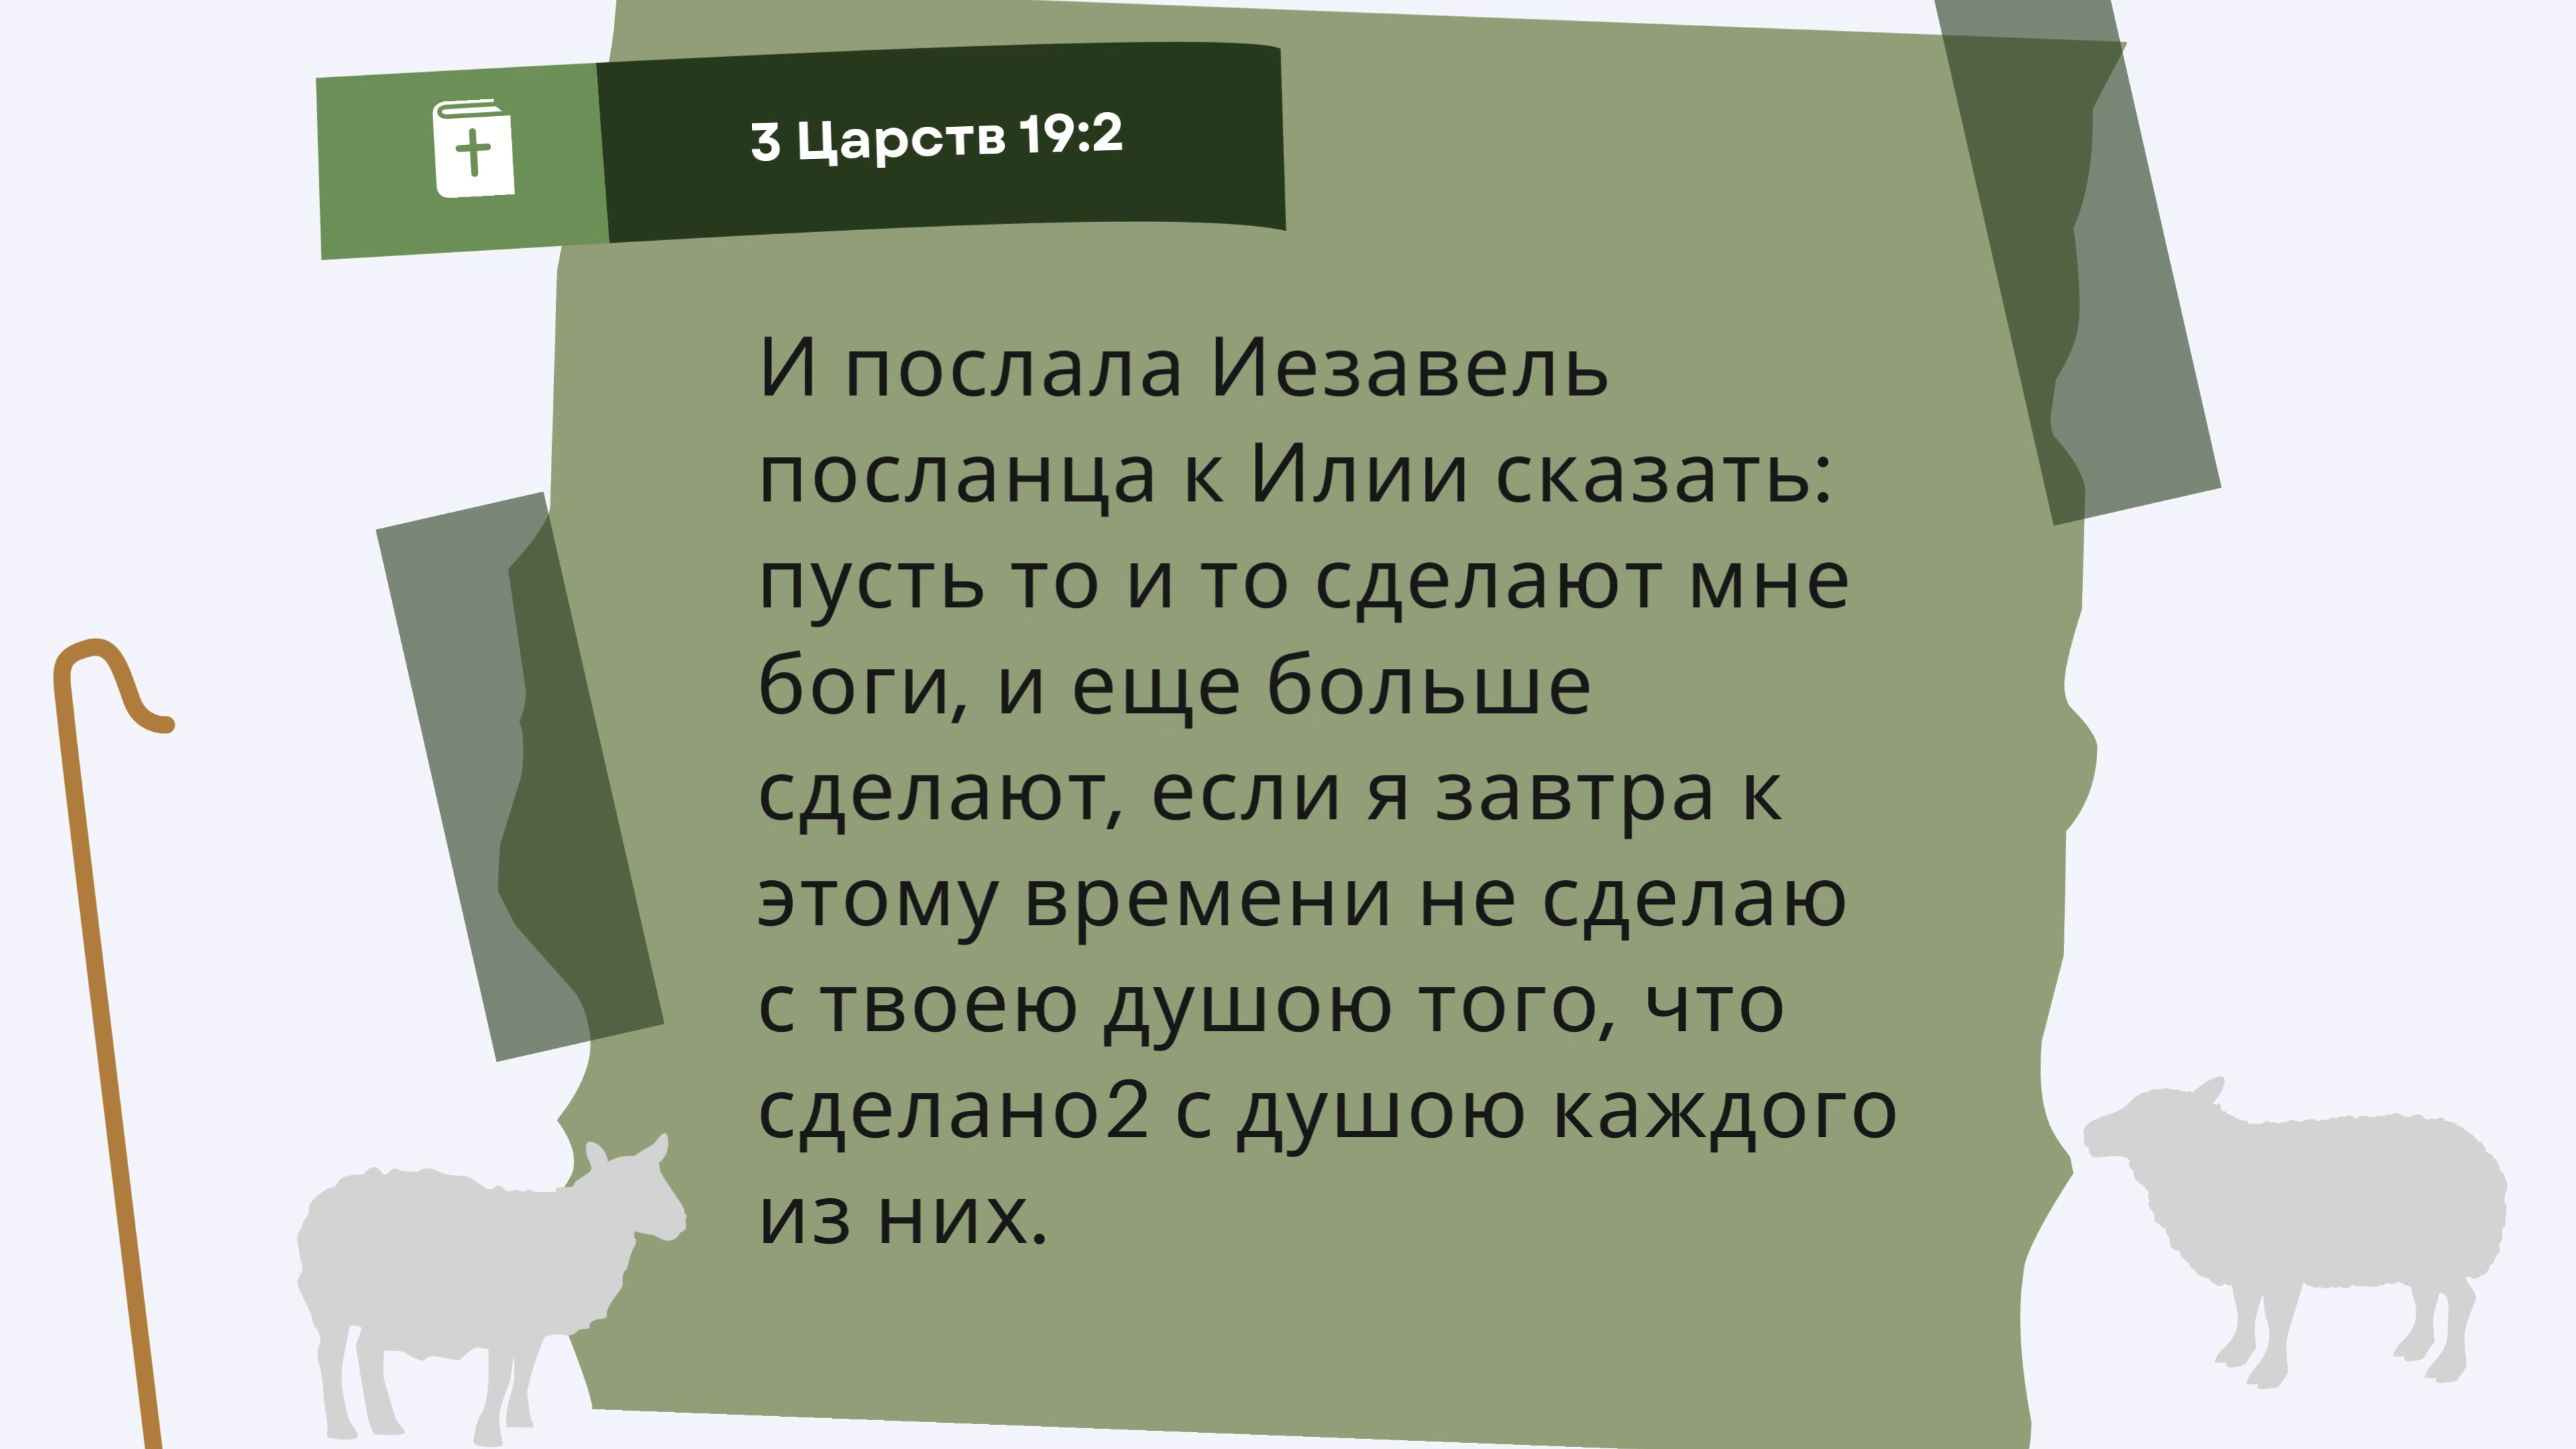 3 Царств 19:2
И послала Иезавель
посланца к Илии сказать:
пусть то и то сделают мне
боги, и еще больше
сделают, если я завтра к
этому времени не сделаю
с твоею душою того, что
сделано2 с душою каждого
из них.